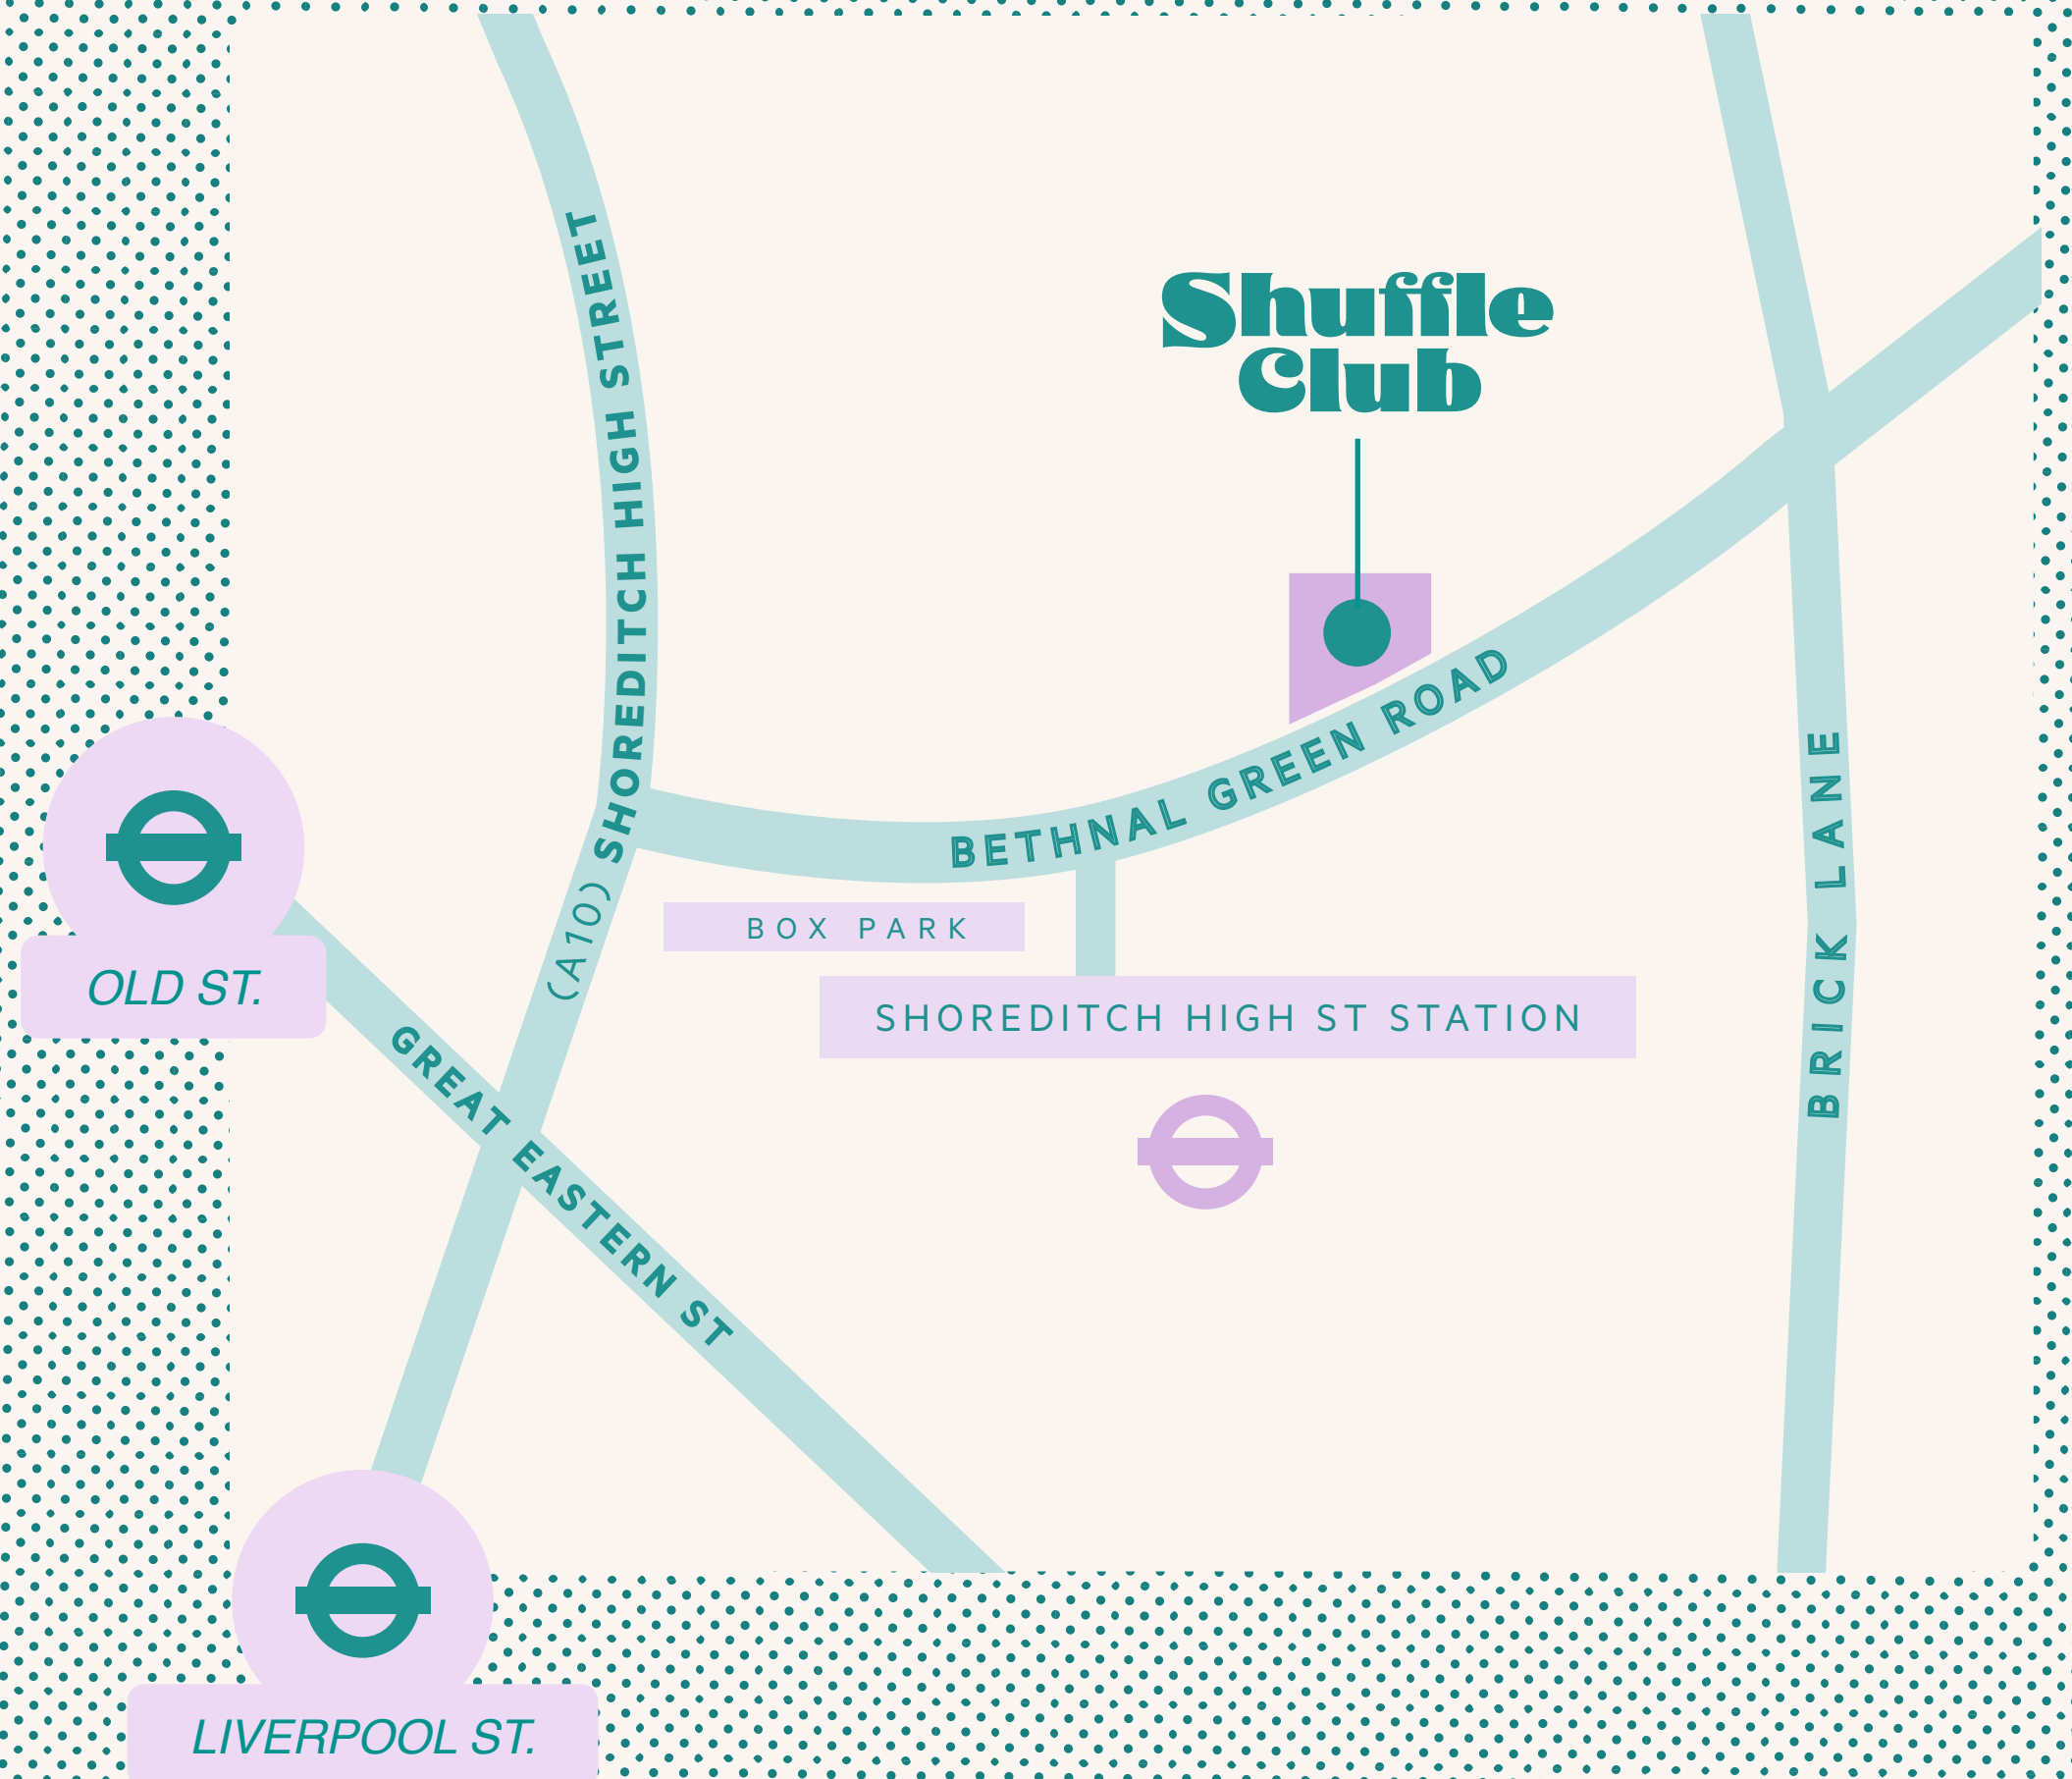 Shuffle
Club
(A10) SHOREDITCH HIGH STREET
BETHNAL GREEN ROAD
BRICK LANE
BOX PARK
OLD ST.
SHOREDITCH HIGH ST STATION
GREAT EASTERN ST
LIVERPOOL ST.